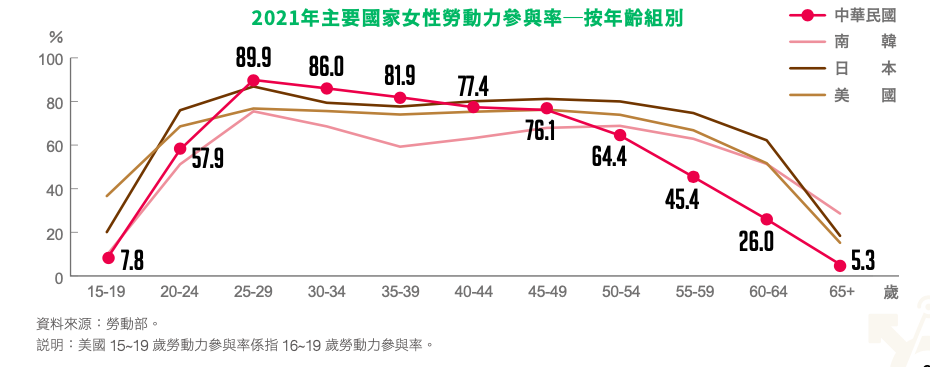 2021年主要國家女性勞動力參與率—按年齡組別
中華民國
南 韓
日 本
美 國
%
100
80
60
40
20
0
7.8
57.9
89.9
86.0
81.9
77.4
76.1
64.4
45.4
26.0
5.3
15-19 20-24 25-29 30-34 35-39 40-44 45-49 50-54 55-59 60-64 65+ 歲
資料來源：勞動部。
説明：美國 15~19 歲勞動力參與率係指 16~19 歲勞動力參與率。